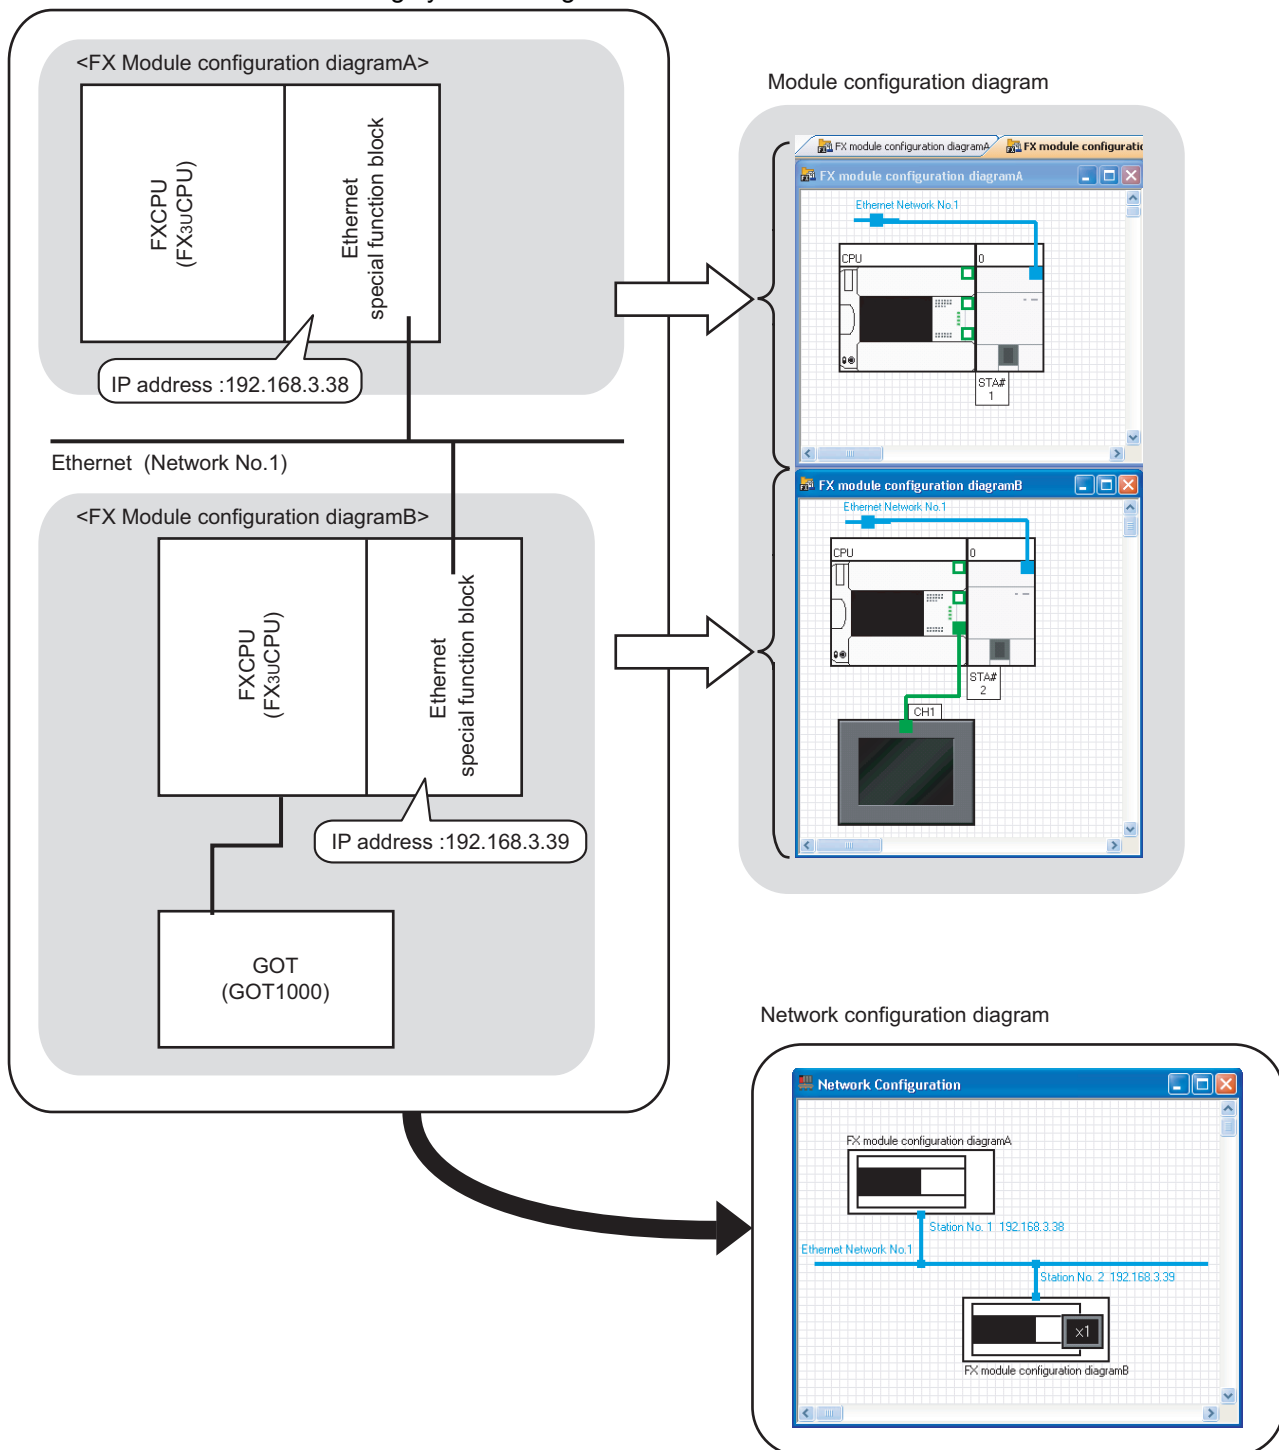 <FX Module configuration diagramA>
FXCPU
(FX3UCPU)
Ethernet
special function block
IP address :192.168.3.38
Ethernet (Network No.1)
<FX Module configuration diagramB>
FXCPU
(FX3UCPU)
Ethernet
special function block
IP address :192.168.3.39
GOT
(GOT1000)
Module configuration diagram
FX module configuration diagramA
FX module configuratio
FX module configuration diagramA
Ethernet Network No.1
CPU
0
STA#
1
FX module configuration diagramB
Ethernet Network No.1
CPU
0
STA#
2
CH1
Network configuration diagram
Network Configuration
FX module configuration diagramA
Station No. 1 192.168.3.38
Ethernet Network No.1
Station No. 2 192.168.3.39
x1
FX module configuration diagramB